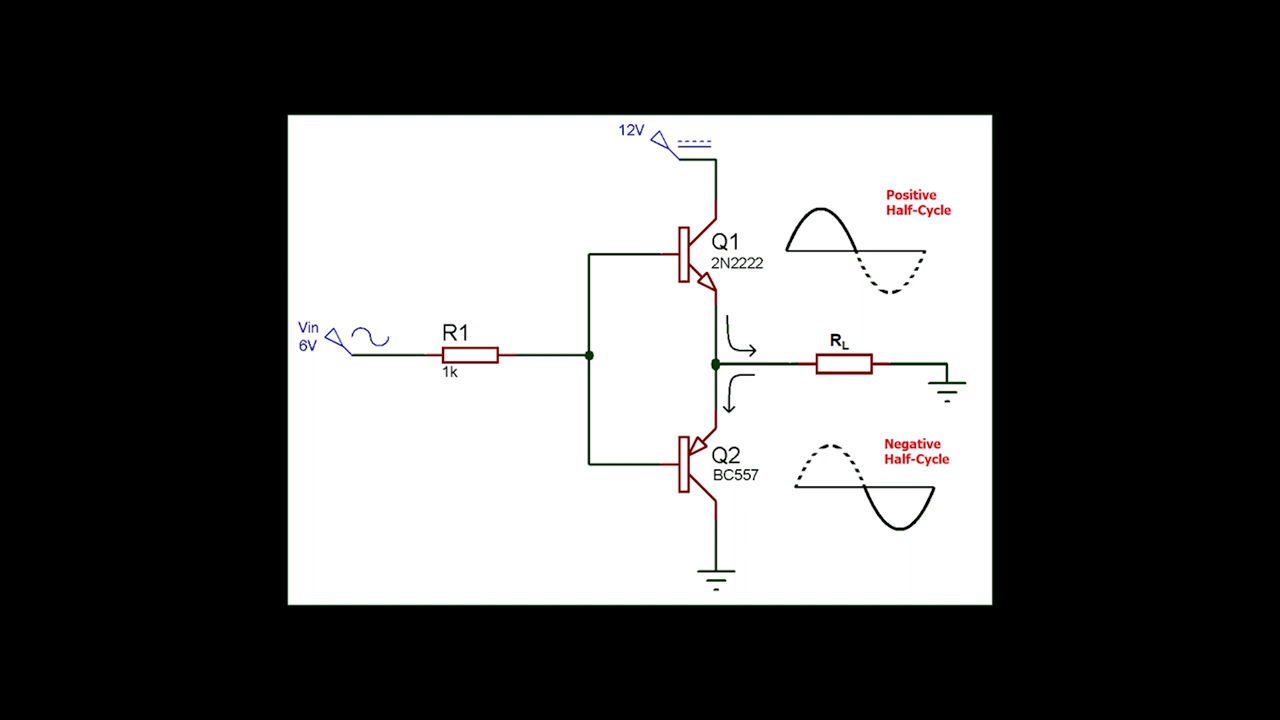 12V
Positive
Half-Cycle
Q1
2N2222
Vin
6V
R1
1k
RL
Q2
BC557
Negative
Half-Cycle